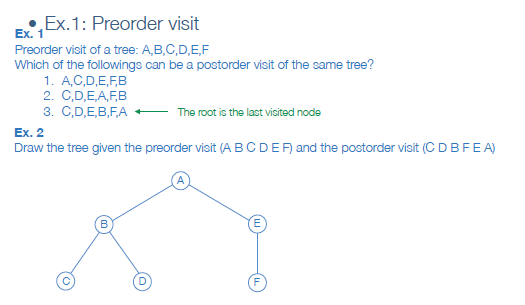 • Ex.1: Preorder visit
Ex. 1
Preorder visit of a tree: A,B,C,D,E,F
Which of the followings can be a postorder visit of the same tree?
1. A,C,D,E,F,B
2. C,D,E,A,F,B
3. C,D,E,B,F,A The root is the last visited node
Ex. 2
Draw the tree given the preorder visit (A B C D E F) and the postorder visit (C D B F E A)
A
B E
C D F